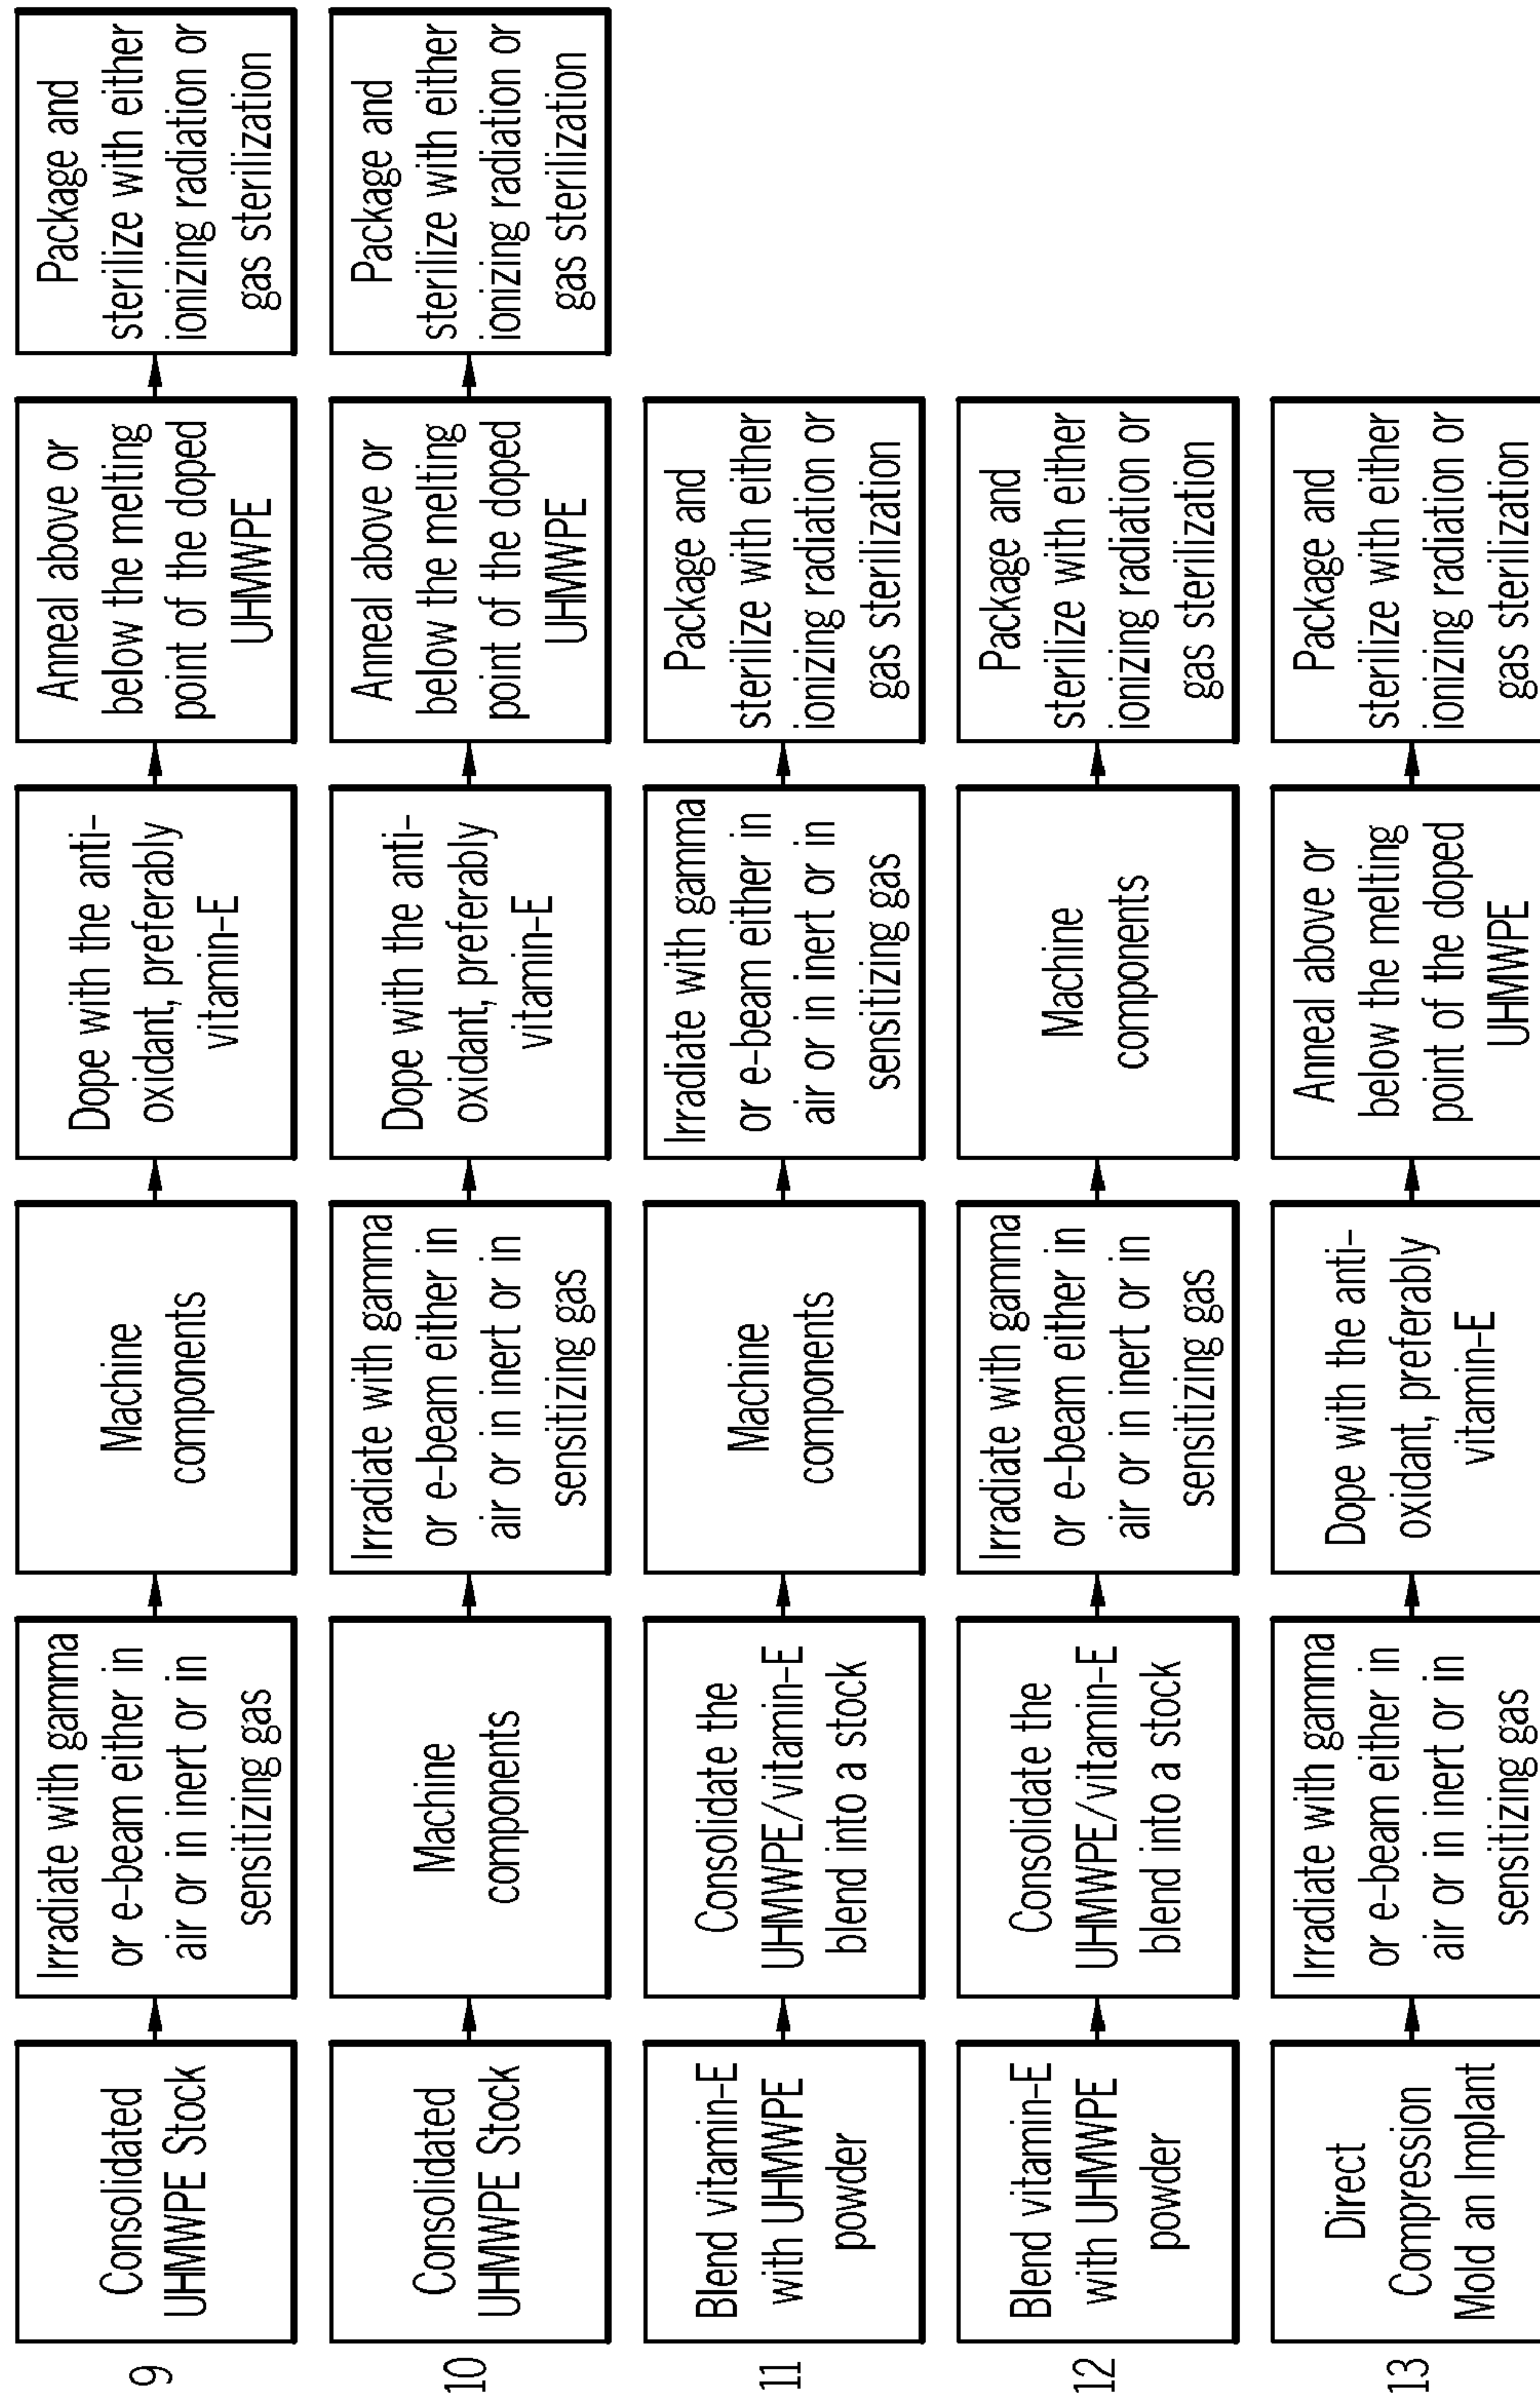 9
Consolidated
UHMWPE Stock
Irradiate with gamma
or e-beam either in
air or in inert or in
sensitizing gas
Machine
components
Dope with the anti-
oxidant, preferably
vitamin-E
Anneal above or
below the melting
point of the doped
UHMWPE
Package and
sterilize with either
ionizing radiation or
gas sterilization
10
Consolidated
UHMWPE Stock
Machine
components
Irradiate with gamma
or e-beam either in
air or in inert or in
sensitizing gas
Dope with the anti-
oxidant, preferably
vitamin-E
Anneal above or
below the melting
point of the doped
UHMWPE
Package and
sterilize with either
ionizing radiation or
gas sterilization
11
Blend vitamin-E
with UHMWPE
powder
Consolidate the
UHMWPE/vitamin-E
blend into a stock
Machine
components
Irradiate with gamma
or e-beam either in
air or in inert or in
sensitizing gas
Package and
sterilize with either
ionizing radiation or
gas sterilization
12
Blend vitamin-E
with UHMWPE
powder
Consolidate the
UHMWPE/vitamin-E
blend into a stock
Irradiate with gamma
or e-beam either in
air or in inert or in
sensitizing gas
Machine
components
Package and
sterilize with either
ionizing radiation or
gas sterilization
13
Direct
Compression
Mold an Implant
Irradiate with gamma
or e-beam either in
air or in inert or in
sensitizing gas
Dope with the anti-
oxidant, preferably
vitamin-E
Anneal above or
below the melting
point of the doped
UHMWPE
Package and
sterilize with either
ionizing radiation or
gas sterilization